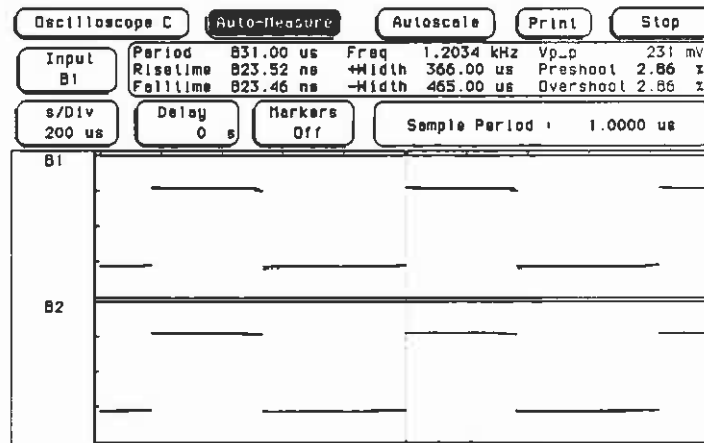 Oscilloscope C Auto-Measure Autoscale Print Stop
Input B1
Period 831.00 us Freq 1.2034 kHz Vp_p 231 mV
Risetime 823.52 ns +Width 366.00 us Preshoot 2.86 %
Falltime 823.46 ns -Width 465.00 us Overshoot 2.86 %
s/Div 200 us
Delay 0 s
Markers Off
Sample Period : 1.0000 us
B1
B2